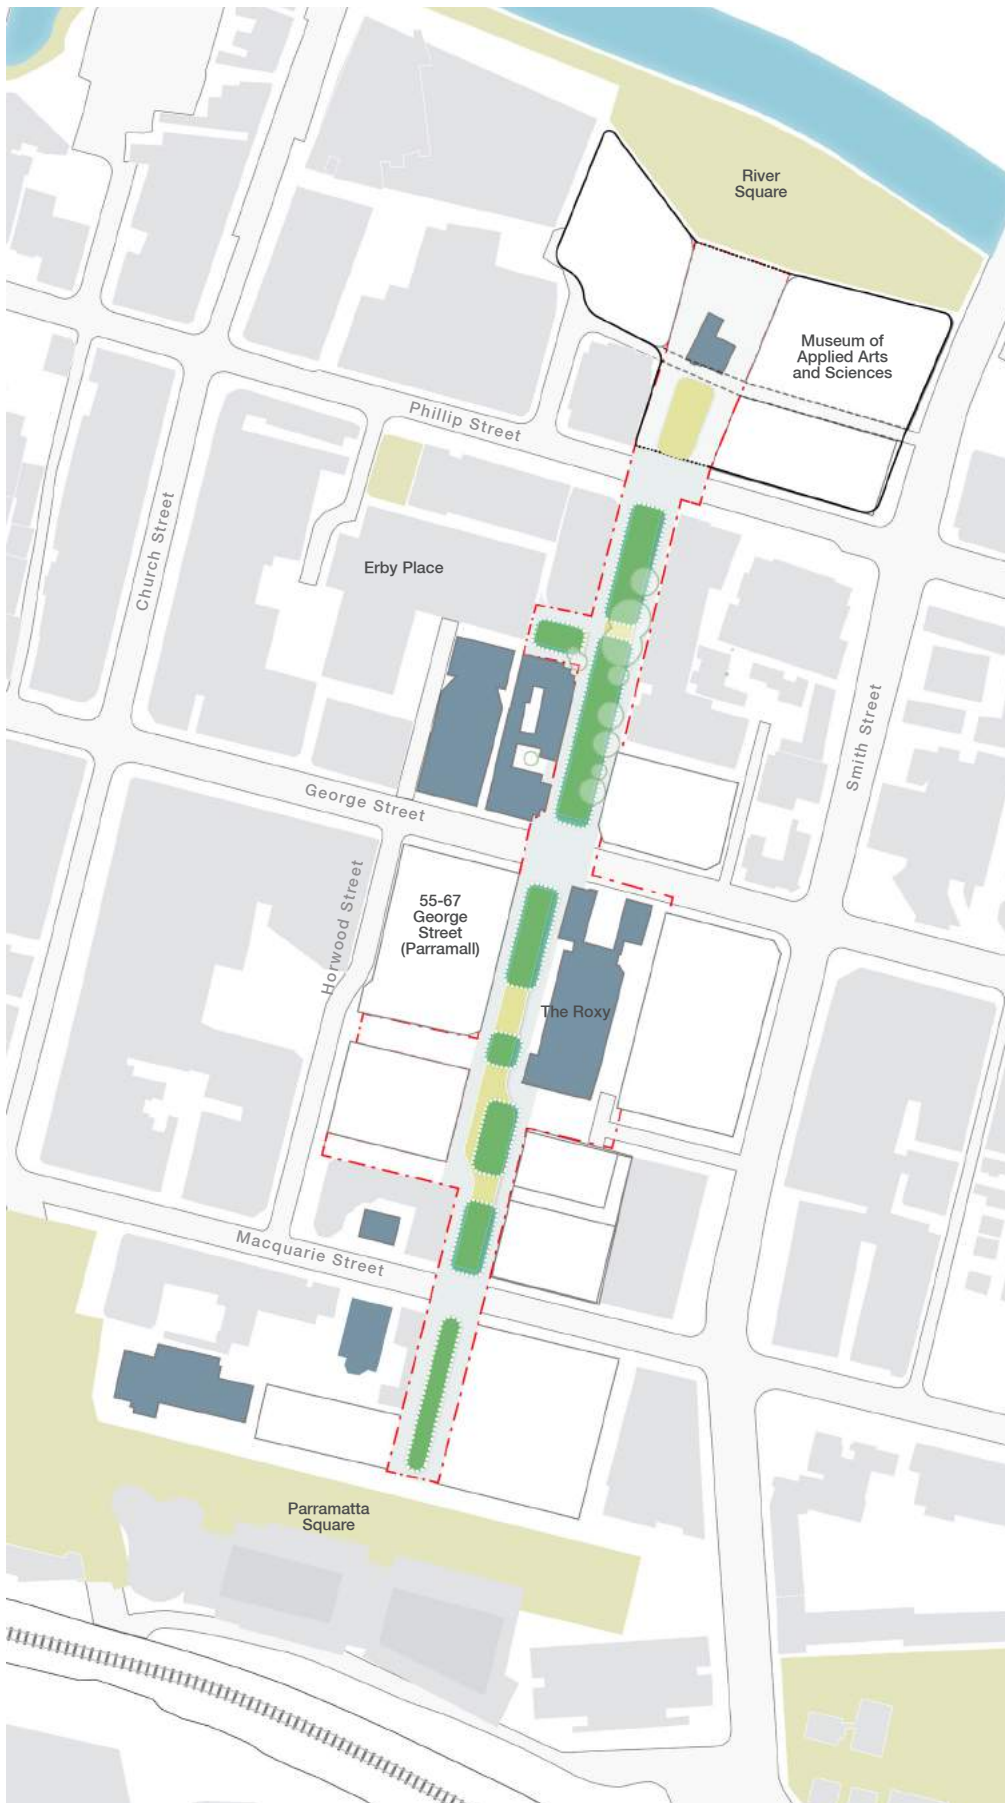 River
Square
Museum of
Applied Arts
and Sciences
Phillip Street
Church Street
Erby Place
Smith Street
George Street
55-67
George
Street
(Parramall)
Horwood Street
The Roxy
Macquarie Street
Parramatta
Square